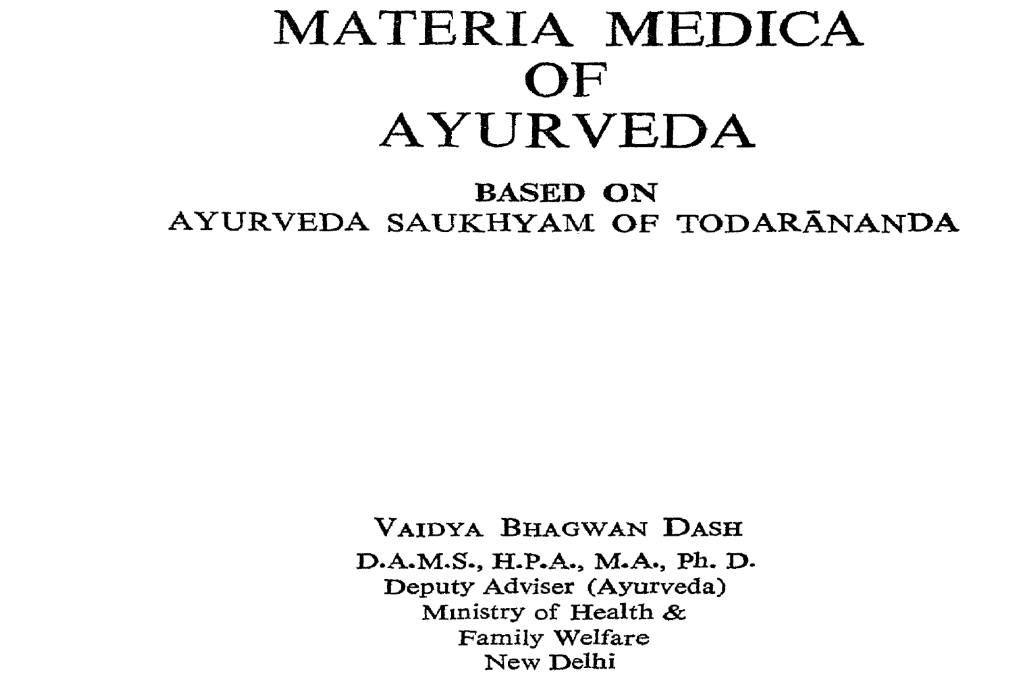 MATERIA MEDICA
OF
AYURVEDA
BASED ON
AYURVEDA SAUKHYAM OF TODARĀNANDA
VAIDYA BHAGWAN DASH
D.A.M.S., H.P.A., M.A., Ph. D.
Deputy Adviser (Ayurveda)
Ministry of Health &
Family Welfare
New Delhi